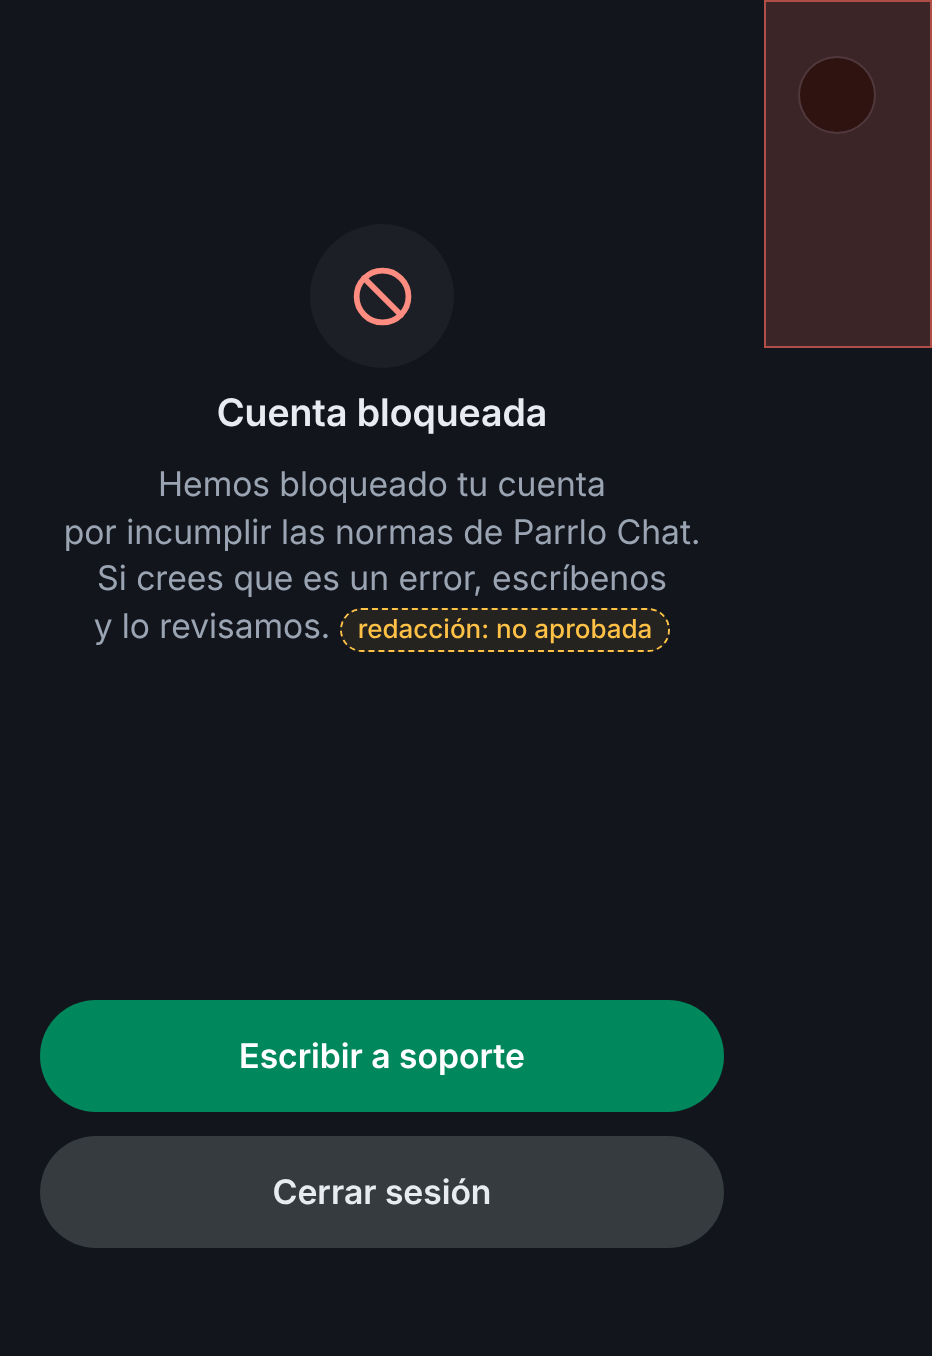 Cuenta bloqueada
Hemos bloqueado tu cuenta
por incumplir las normas de Parrlo Chat.
Si crees que es un error, escríbenos
y lo revisamos. redacción: no aprobada
Escribir a soporte
Cerrar sesión